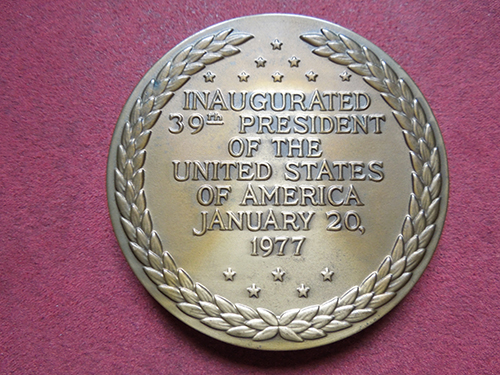 INAUGURATED
39th PRESIDENT
OF THE
UNITED STATES
OF AMERICA
JANUARY 20,
1977